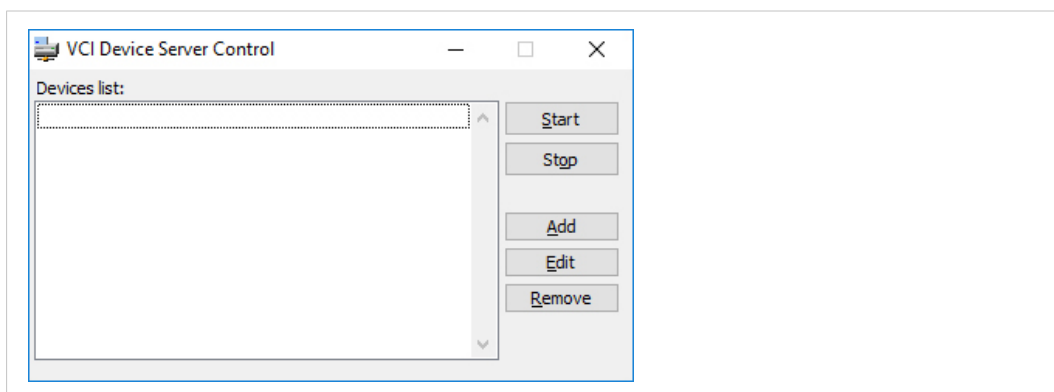 VCI Device Server Control
Devices list:
Start
Stop
Add
Edit
Remove